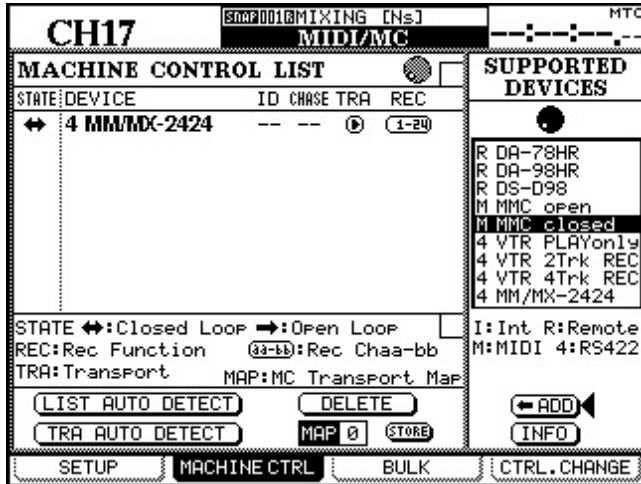 CH17
SNAP001BMIXING [Ns]
MIDI/MC
MTC
--:--:--.--
MACHINE CONTROL LIST
STATE DEVICE ID CHASE TRA REC
4 MM/MX-2424 -- -- 1-24
STATE ↔:Closed Loop ➡:Open Loop
REC:Rec Function aa-bb:Rec Chaa-bb
TRA:Transport MAP:MC Transport Map
LIST AUTO DETECT DELETE
TRA AUTO DETECT MAP 0 STORE
SUPPORTED
DEVICES
R DA-78HR
R DA-98HR
R DS-D98
M MMC open
M MMC closed
4 VTR PLAYonly
4 VTR 2Trk REC
4 VTR 4Trk REC
4 MM/MX-2424
I:Int R:Remote
M:MIDI 4:RS422
←ADD
INFO
SETUP MACHINE CTRL BULK CTRL.CHANGE